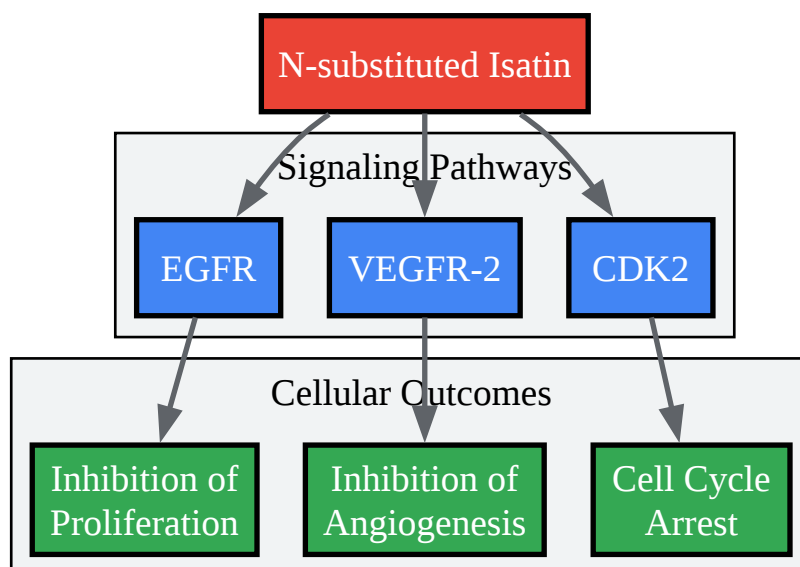 N-substituted Isatin
Signaling Pathways
EGFR
VEGFR-2
CDK2
Cellular Outcomes
Inhibition of
Proliferation
Inhibition of
Angiogenesis
Cell Cycle
Arrest